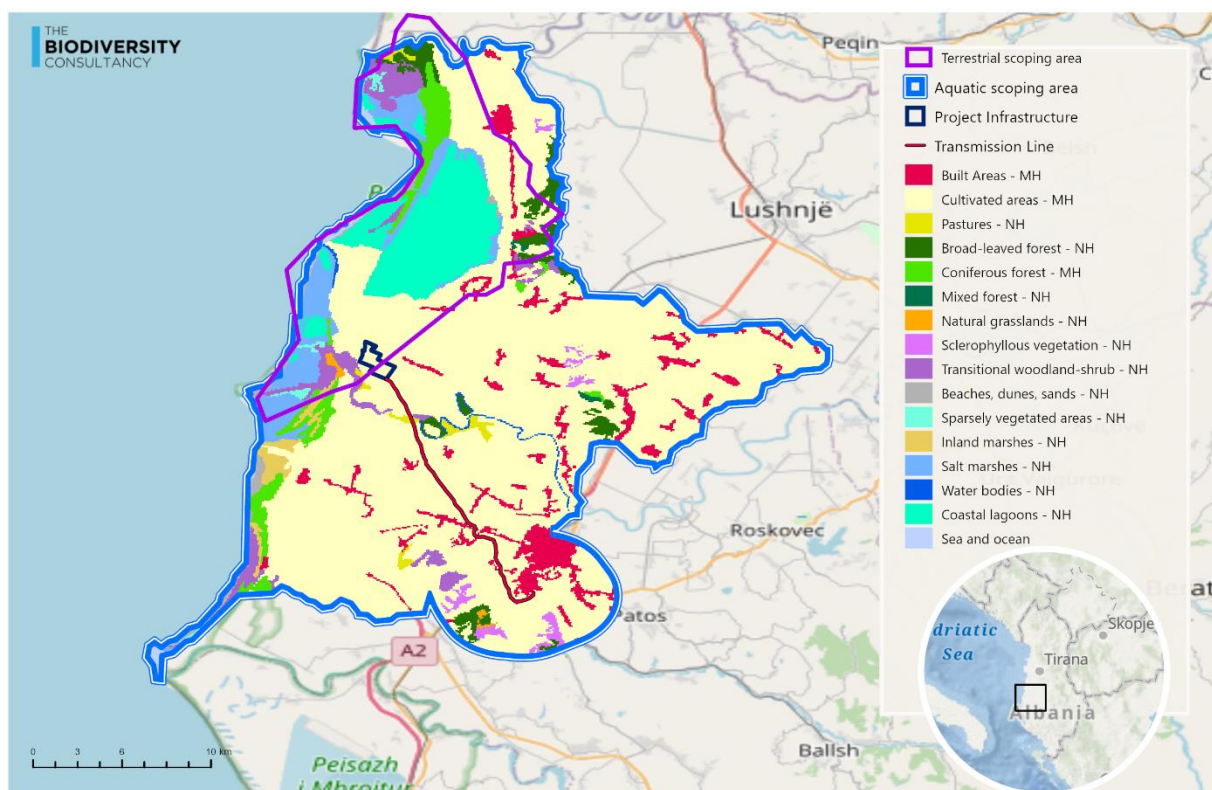 THE
BIODIVERSITY
CONSULTANCY
Peqin
Lushnjë
Roskovec
Patos
A2
Ballsh
Peisazh
i Mbrojtur
0 3 6 10 km
Terrestrial scoping area
Aquatic scoping area
Project Infrastructure
Transmission Line
Built Areas - MH
Cultivated areas - MH
Pastures - NH
Broad-leaved forest - NH
Coniferous forest - MH
Mixed forest - NH
Natural grasslands - NH
Sclerophyllous vegetation - NH
Transitional woodland-shrub - NH
Beaches, dunes, sands - NH
Sparsely vegetated areas - NH
Inland marshes - NH
Salt marshes - NH
Water bodies - NH
Coastal lagoons - NH
Sea and ocean
driatic
Sea
Skopje
Tirana
Albania
Berat